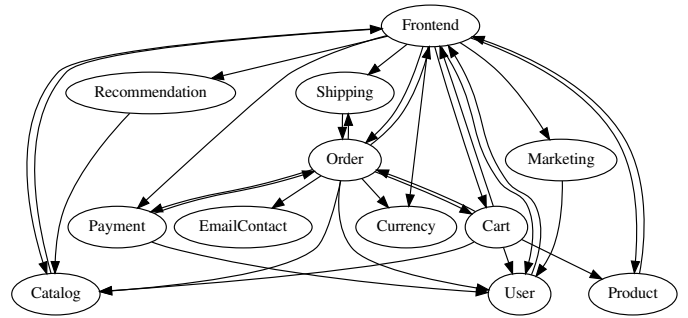 Frontend
Recommendation
Shipping
Order
Marketing
Payment
EmailContact
Currency
Cart
Catalog
User
Product